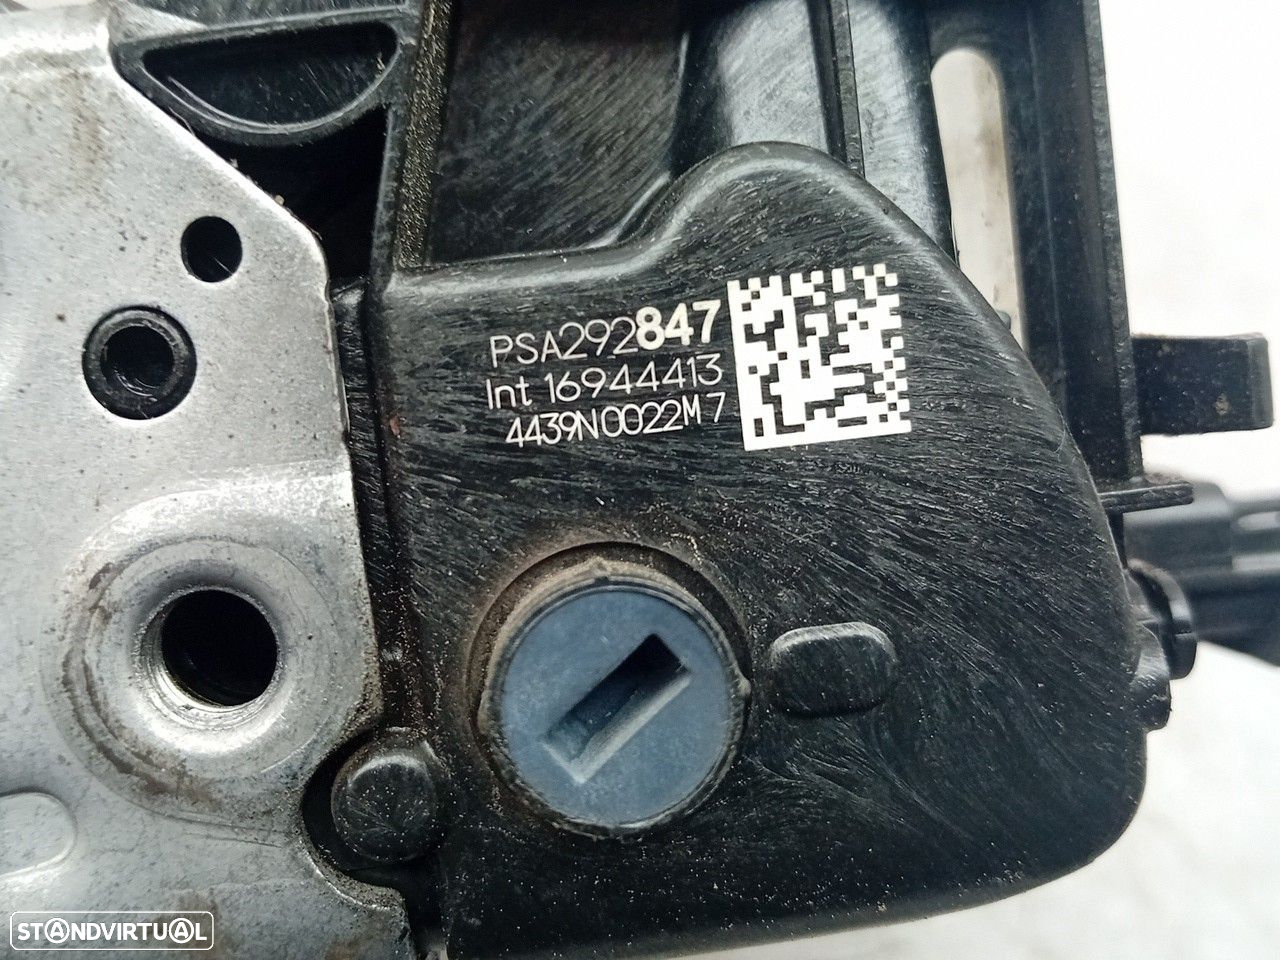 PSA292847
Int 16944413
4439N0022M7
STANDVIRTUAL